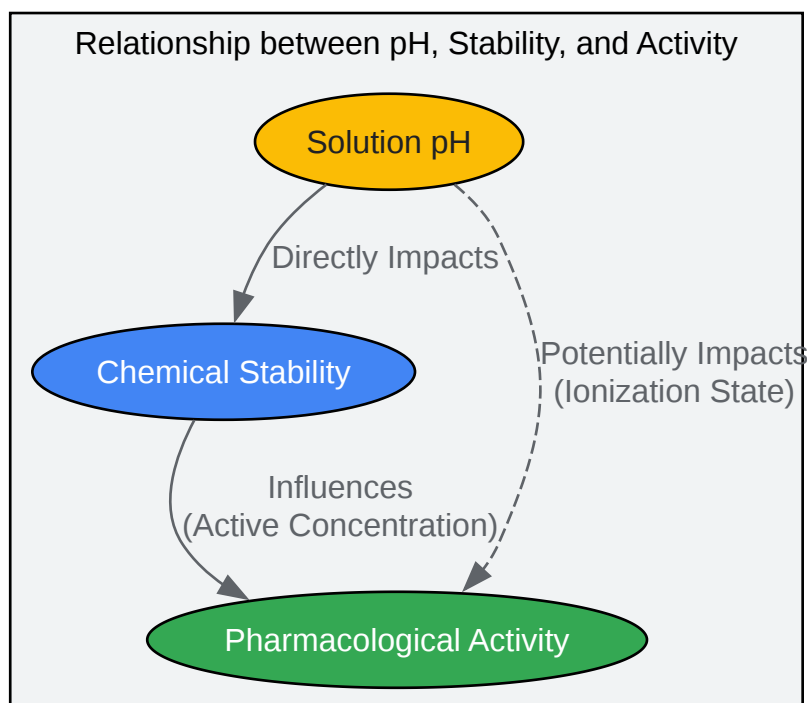 Relationship between pH, Stability, and Activity
Solution pH
Directly Impacts
Potentially Impacts
(Ionization State)
Chemical Stability
Influences
(Active Concentration)
Pharmacological Activity